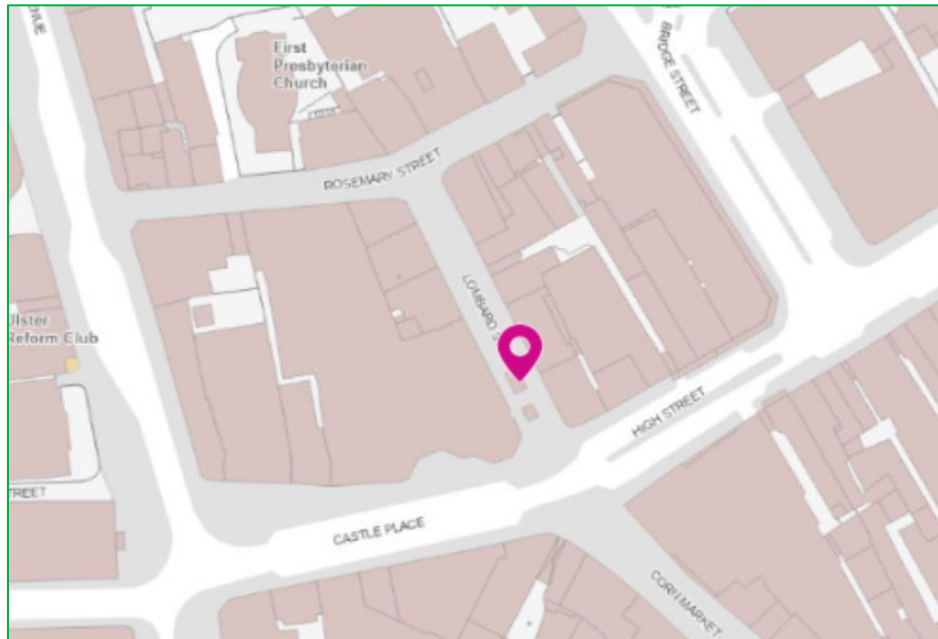 First
Presbyterian
Church
BRIDGE STREET
ROSEMARY STREET
LOMBARD S
Ulster
Reform Club
HIGH STREET
TREET
CASTLE PLACE
CORN MARKET